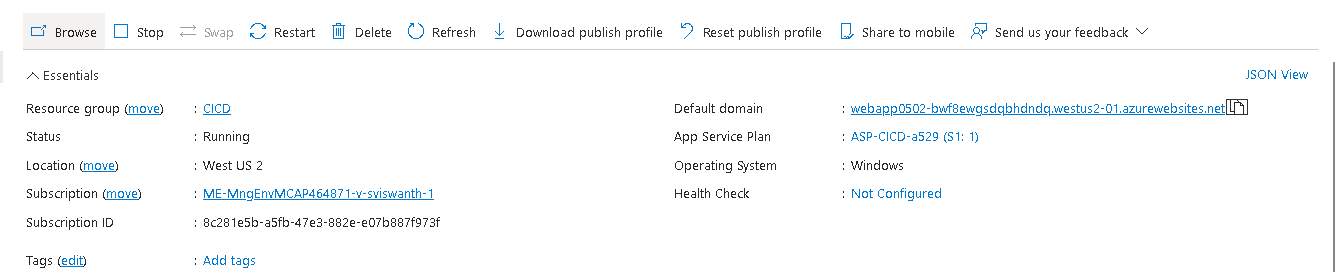 Browse Stop Swap Restart Delete Refresh Download publish profile Reset publish profile Share to mobile Send us your feedback
Essentials JSON View
Resource group (move) : CICD Default domain : webapp0502-bwf8ewgsdqbhdndq.westus2-01.azurewebsites.net
Status : Running App Service Plan : ASP-CICD-a529 (S1: 1)
Location (move) : West US 2 Operating System : Windows
Subscription (move) : ME-MngEnvMCAP464871-v-sviswanth-1 Health Check : Not Configured
Subscription ID : 8c281e5b-a5fb-47e3-882e-e07b887f973f
Tags (edit) : Add tags